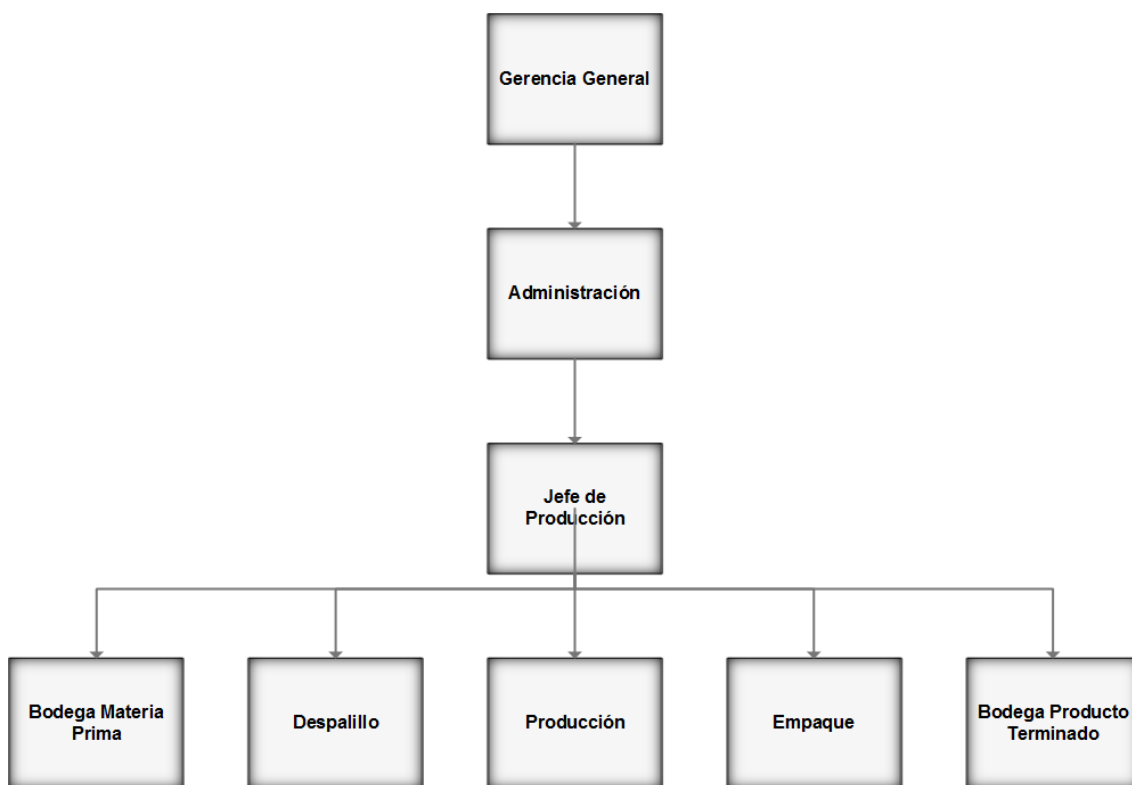 Gerencia General
Administración
Jefe de
Producción
Bodega Materia
Prima
Despalillo
Producción
Empaque
Bodega Producto
Terminado